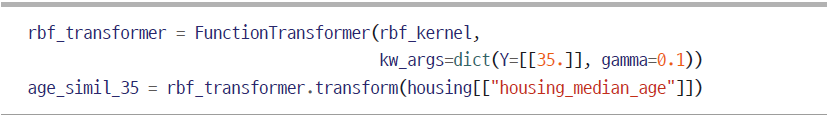 rbf_transformer = FunctionTransformer(rbf_kernel,
                                      kw_args=dict(Y=[[35.]], gamma=0.1))
age_simil_35 = rbf_transformer.transform(housing[["housing_median_age"]])